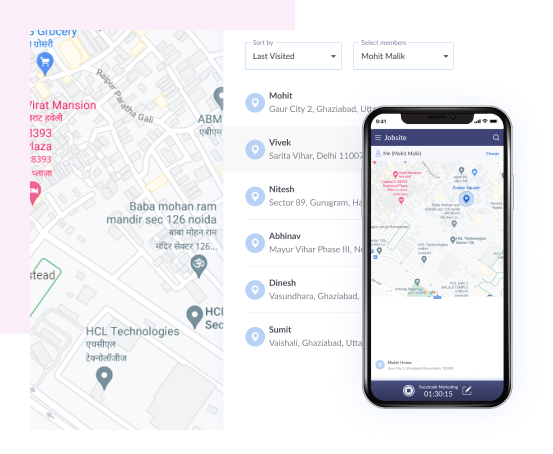 G Grocery
ग्रोसरी
Raipur Paratha Gali
Virat Mansion
विराट हवेली
8393
Plaza
8393
प्लाज़ा
ABM
एबीएम
Baba mohan ram
mandir sec 126 noida
बाबा मोहन राम
मंदिर सेक्टर 126...
stead
HCL Technologies
एचसीएल
टेक्नोलॉजीज
HCL
Sec
Sort by
Last Visited
Select members
Mohit Malik
Mohit
Gaur City 2, Ghaziabad, Utta
Vivek
Sarita Vihar, Delhi 11007
Nitesh
Sector 89, Gurugram, Ha
Abhinav
Mayur Vihar Phase III, N
Dinesh
Vasundhara, Ghaziabad,
Sumit
Vaishali, Ghaziabad, Utta
9:41
Jobsite
Me (Mohit Malik)
Change
Fusion Square
Baba mohan ram
mandir sec 126 noida
HCL Technologies
Sector 126
HCL Technologies
Mohit Home
Facebook Marketing
01:30:15